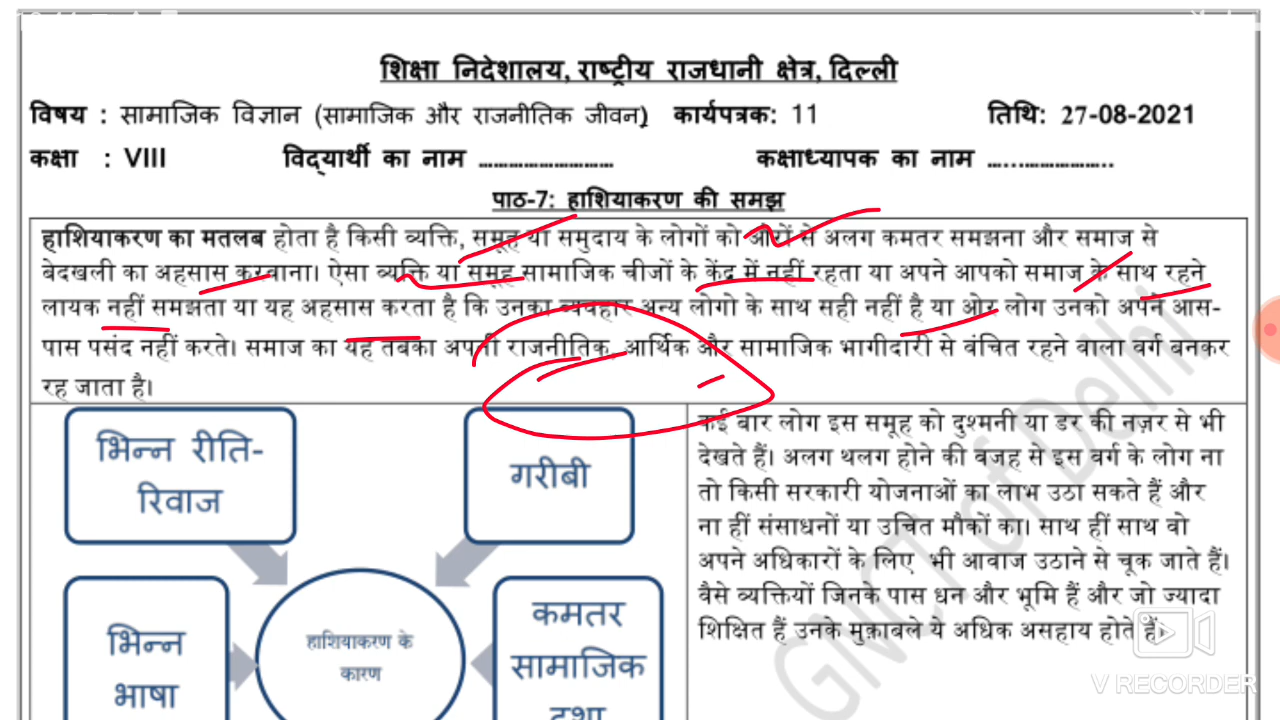 शिक्षा निदेशालय, राष्ट्रीय राजधानी क्षेत्र, दिल्ली
विषय : सामाजिक विज्ञान (सामाजिक और राजनीतिक जीवन) कार्यपत्रक: 11 तिथि: 27-08-2021
कक्षा : VIII विद्यार्थी का नाम ............................ कक्षाध्यापक का नाम ...........................
पाठ-7: हाशियाकरण की समझ
हाशियाकरण का मतलब होता है किसी व्यक्ति, समूह या समुदाय के लोगों को औरों से अलग कमतर समझना और समाज से
बेदखली का अहसास करवाना। ऐसा व्यक्ति या समूह सामाजिक चीजों के केंद्र में नहीं रहता या अपने आपको समाज के साथ रहने
लायक नहीं समझता या यह अहसास करता है कि उनका व्यवहार अन्य लोगो के साथ सही नहीं है या ओर लोग उनको अपने आस-
पास पसंद नहीं करते। समाज का यह तबका अपनी राजनीतिक, आर्थिक और सामाजिक भागीदारी से वंचित रहने वाला वर्ग बनकर
रह जाता है।
भिन्न रीति-
रिवाज
गरीबी
भिन्न
भाषा
हाशियाकरण के
कारण
कमतर
सामाजिक
दशा
कई बार लोग इस समूह को दुश्मनी या डर की नज़र से भी
देखते हैं। अलग थलग होने की वजह से इस वर्ग के लोग ना
तो किसी सरकारी योजनाओं का लाभ उठा सकते हैं और
ना हीं संसाधनों या उचित मौकों का। साथ हीं साथ वो
अपने अधिकारों के लिए भी आवाज उठाने से चूक जाते हैं।
वैसे व्यक्तियों जिनके पास धन और भूमि हैं और जो ज्यादा
शिक्षित हैं उनके मुक़ाबले ये अधिक असहाय होते हैं।
GNCT of Delhi
V RECORDER